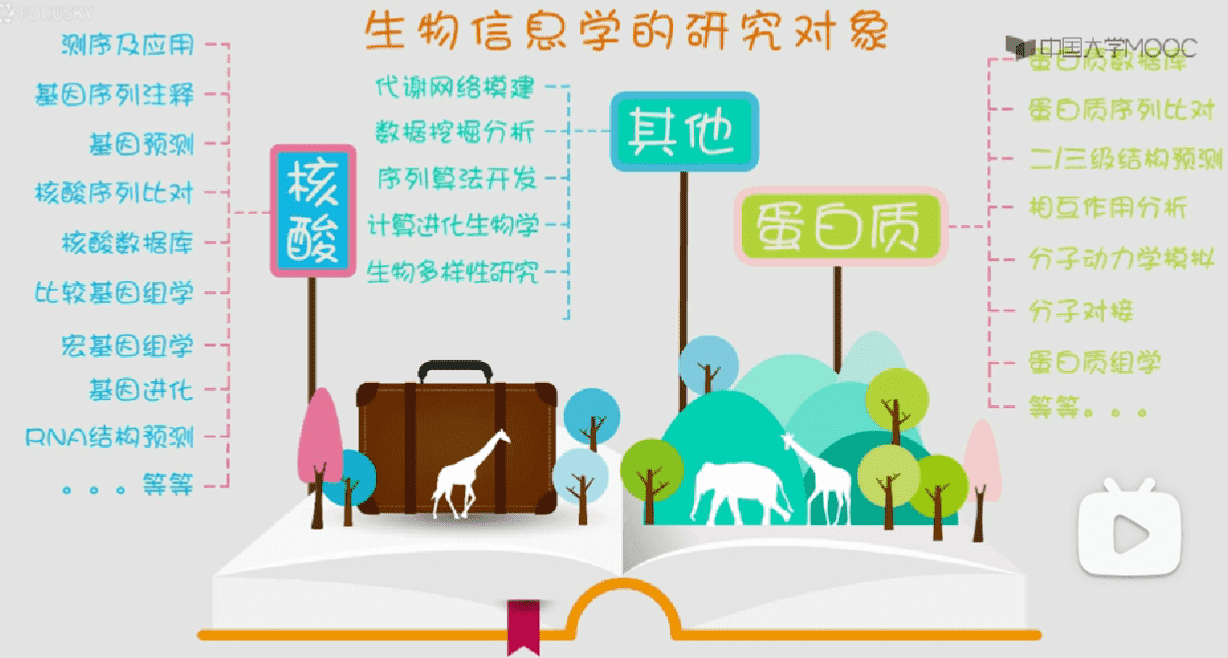 FOCUSKY
生物信息学的研究对象
中国大学MOOC
测序及应用
基因序列注释
基因预测
核酸序列比对
核酸数据库
比较基因组学
宏基因组学
基因进化
RNA结构预测
。。。等等
核酸
代谢网络模建
数据挖掘分析
序列算法开发
计算进化生物学
生物多样性研究
其他
蛋白质
蛋白质数据库
蛋白质序列比对
二/三级结构预测
相互作用分析
分子动力学模拟
分子对接
蛋白质组学
等等。。。